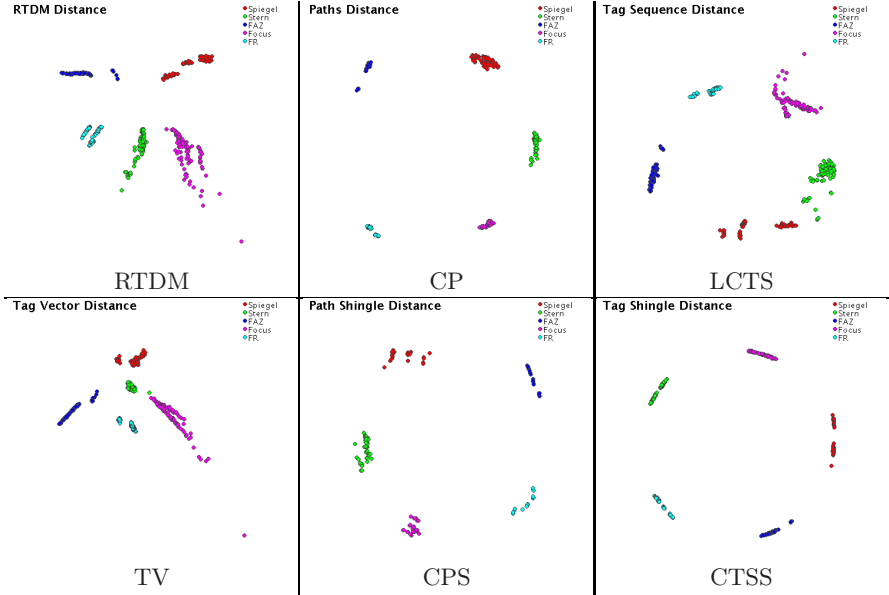 RTDM Distance
Spiegel
Stern
FAZ
Focus
FR
RTDM
Paths Distance
Spiegel
Stern
FAZ
Focus
FR
CP
Tag Sequence Distance
Spiegel
Stern
FAZ
Focus
FR
LCTS
Tag Vector Distance
Spiegel
Stern
FAZ
Focus
FR
TV
Path Shingle Distance
Spiegel
Stern
FAZ
Focus
FR
CPS
Tag Shingle Distance
Spiegel
Stern
FAZ
Focus
FR
CTSS